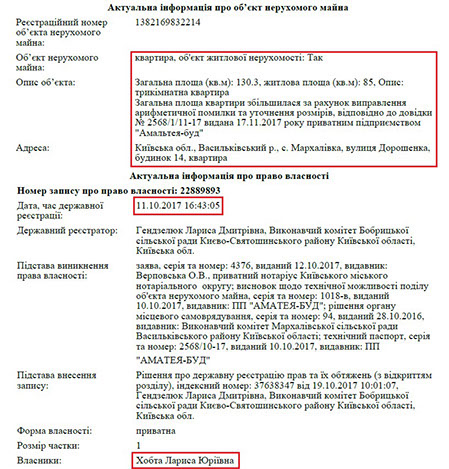 Актуальна інформація про об’єкт нерухомого майна
Реєстраційний номер
об’єкта нерухомого
майна:
1382169832214
Об’єкт нерухомого
майна:
квартира, об'єкт житлової нерухомості: Так
Опис об’єкта:
Загальна площа (кв.м): 130.3, житлова площа (кв.м): 85, Опис:
трикімнатна квартира
Загальна площа квартири збільшилася за рахунок виправлення
арифметичної помилки та уточнення розмірів, відповідно до довідки
№ 2568/1/11-17 видана 17.11.2017 року приватним підприємством
"Амальтея-буд"
Адреса:
Київська обл., Васильківський р., с. Мархалівка, вулиця Дорошенка,
будинок 14, квартира
Актуальна інформація про право власності
Номер запису про право власності: 22889893
Дата, час державної
реєстрації:
11.10.2017 16:43:05
Державний реєстратор:
Гендзелюк Лариса Дмитрівна, Виконавчий комітет Бобрицької
сільської ради Києво-Святошинського району Київської області,
Київська обл.
Підстава виникнення
права власності:
заява, серія та номер: 4376, виданий 12.10.2017, видавник:
Верповська О.В., приватний нотаріус Київського міського
нотаріального округу; висновок щодо технічної можливості поділу
об'єкта нерухомого майна, серія та номер: 1018-в, виданий
10.10.2017, видавник: ПП "АМАТЕЯ-БУД"; рішення органу
місцевого самоврядування, серія та номер: 94, виданий 28.10.2016,
видавник: Виконавчий комітет Мархалівської сільської ради
Васильківського району Київської області; технічний паспорт, серія
та номер: 2568/10-17, виданий 10.10.2017, видавник: ПП
"АМАТЕЯ-БУД"
Підстава внесення
запису:
Рішення про державну реєстрацію прав та їх обтяжень (з відкриттям
розділу), індексний номер: 37638347 від 19.10.2017 10:01:07,
Гендзелюк Лариса Дмитрівна, Виконавчий комітет Бобрицької
сільської ради Києво-Святошинського району Київської області,
Київська обл.
Форма власності:
приватна
Розмір частки:
1
Власники:
Хобта Лариса Юріївна